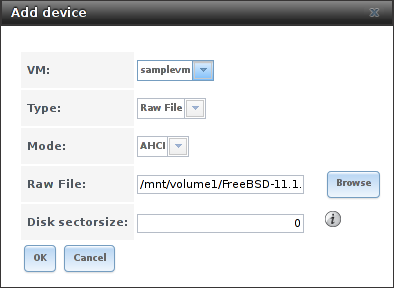 Add device
VM: samplevm
Type: Raw File
Mode: AHCI
Raw File: /mnt/volume1/FreeBSD-11.1. Browse
Disk sectorsize: 0 i
OK Cancel